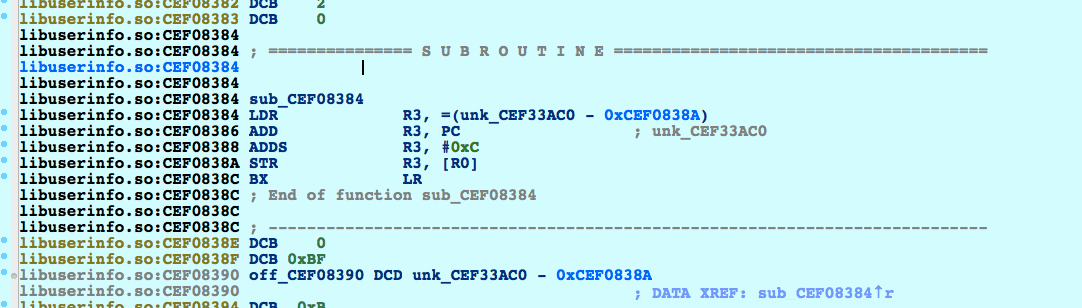 libuserinfo.so:CEF08382 DCB 2
libuserinfo.so:CEF08383 DCB 0
libuserinfo.so:CEF08384
libuserinfo.so:CEF08384 ; =============== S U B R O U T I N E =======================================
libuserinfo.so:CEF08384
libuserinfo.so:CEF08384
libuserinfo.so:CEF08384 sub_CEF08384
libuserinfo.so:CEF08384 LDR R3, =(unk_CEF33AC0 - 0xCEF0838A)
libuserinfo.so:CEF08386 ADD R3, PC ; unk_CEF33AC0
libuserinfo.so:CEF08388 ADDS R3, #0xC
libuserinfo.so:CEF0838A STR R3, [R0]
libuserinfo.so:CEF0838C BX LR
libuserinfo.so:CEF0838C ; End of function sub_CEF08384
libuserinfo.so:CEF0838C
libuserinfo.so:CEF0838C ; ---------------------------------------------------------------------------
libuserinfo.so:CEF0838E DCB 0
libuserinfo.so:CEF0838F DCB 0xBF
libuserinfo.so:CEF08390 off_CEF08390 DCD unk_CEF33AC0 - 0xCEF0838A
libuserinfo.so:CEF08390 ; DATA XREF: sub_CEF08384↑r
libuserinfo.so:CEF08394 DCB 0xB